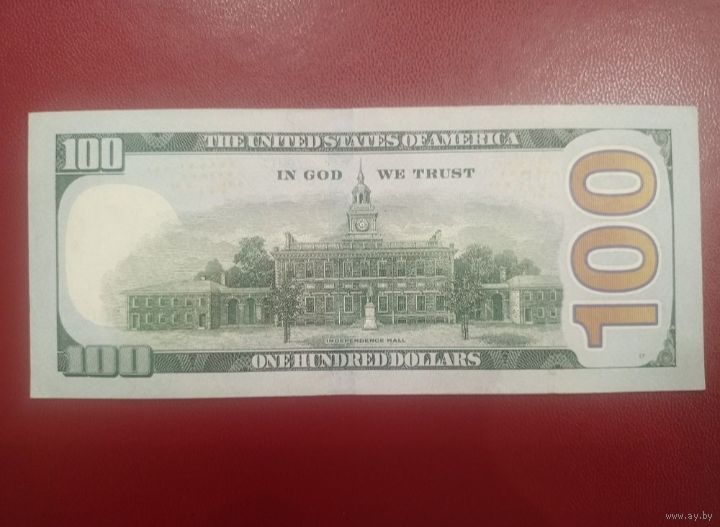 100
THE UNITED STATES OF AMERICA
IN GOD WE TRUST
100
INDEPENDENCE HALL
100
ONE HUNDRED DOLLARS
www.ay.by